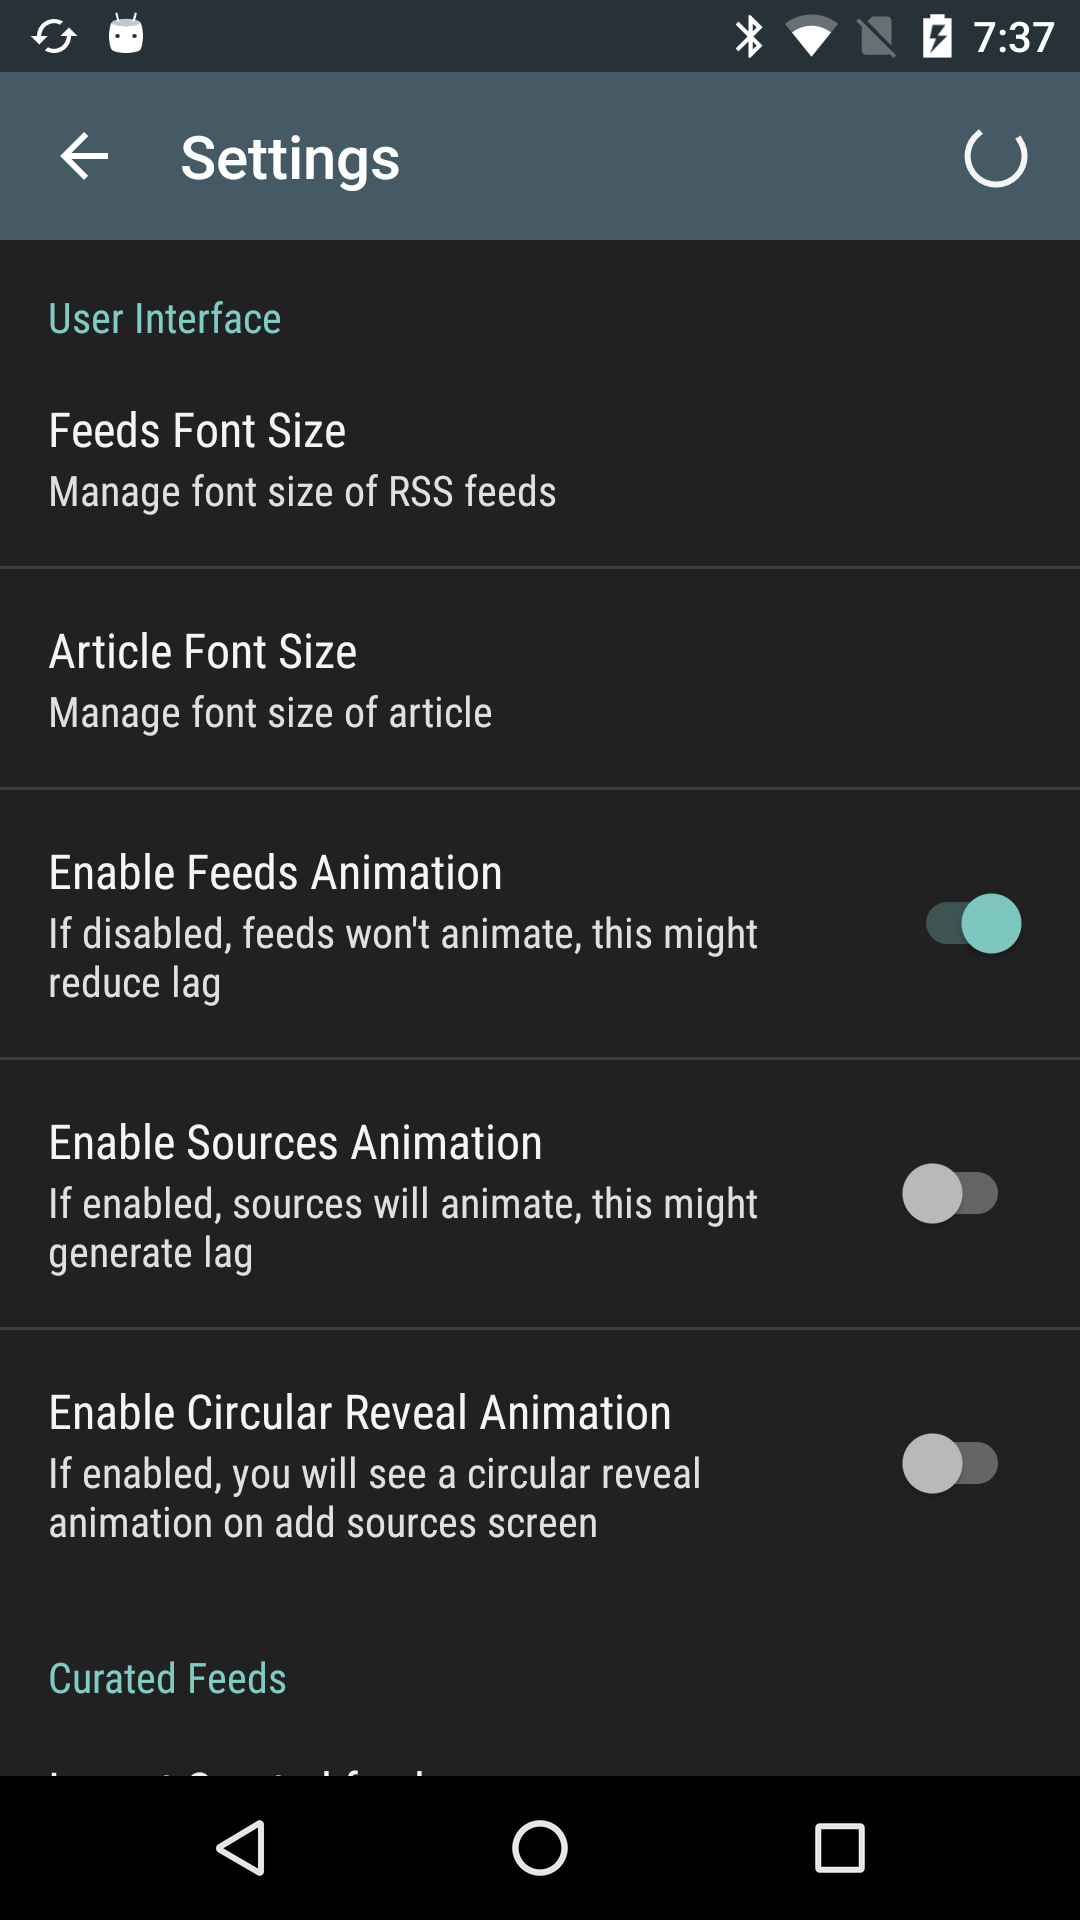 7:37
Settings
User Interface
Feeds Font Size
Manage font size of RSS feeds
Article Font Size
Manage font size of article
Enable Feeds Animation
If disabled, feeds won't animate, this might
reduce lag
Enable Sources Animation
If enabled, sources will animate, this might
generate lag
Enable Circular Reveal Animation
If enabled, you will see a circular reveal
animation on add sources screen
Curated Feeds